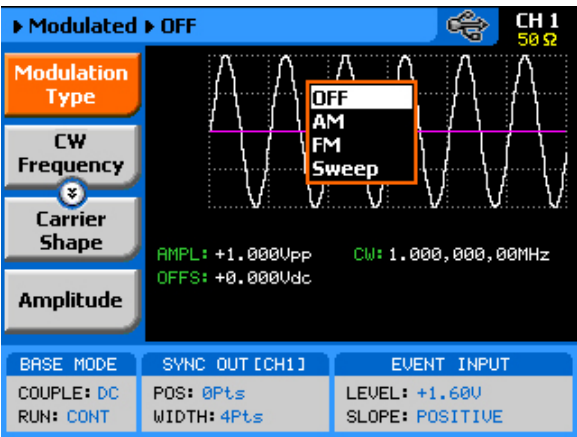 Modulated ▶ OFF
CH 1
50 Ω
Modulation
Type
CW
Frequency
Carrier
Shape
Amplitude
OFF
AM
FM
Sweep
AMPL: +1.000Vpp
CW: 1.000,000,00MHz
OFFS: +0.000Vdc
BASE MODE
COUPLE: DC
RUN: CONT
SYNC OUT [CH1]
POS: 0Pts
WIDTH: 4Pts
EVENT INPUT
LEVEL: +1.60V
SLOPE: POSITIVE